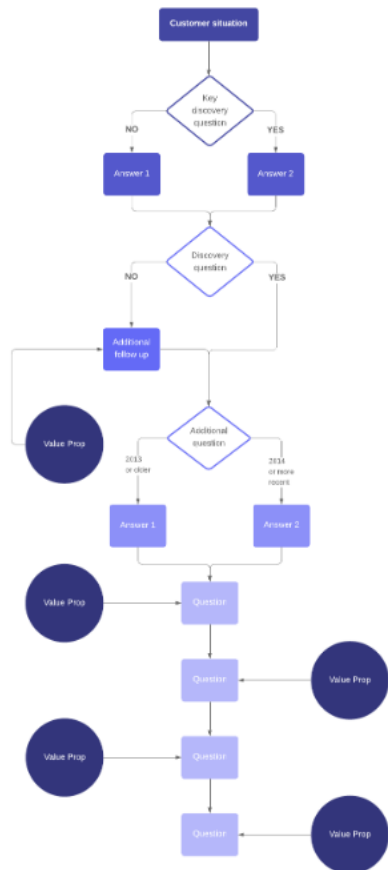 Customer situation
Key
discovery
question
NO
YES
Answer 1
Answer 2
Discovery
question
NO
YES
Additional
follow up
Value Prop
Additional
question
2013
or older
2014
or more
recent
Answer 1
Answer 2
Value Prop
Question
Question
Value Prop
Value Prop
Question
Question
Value Prop